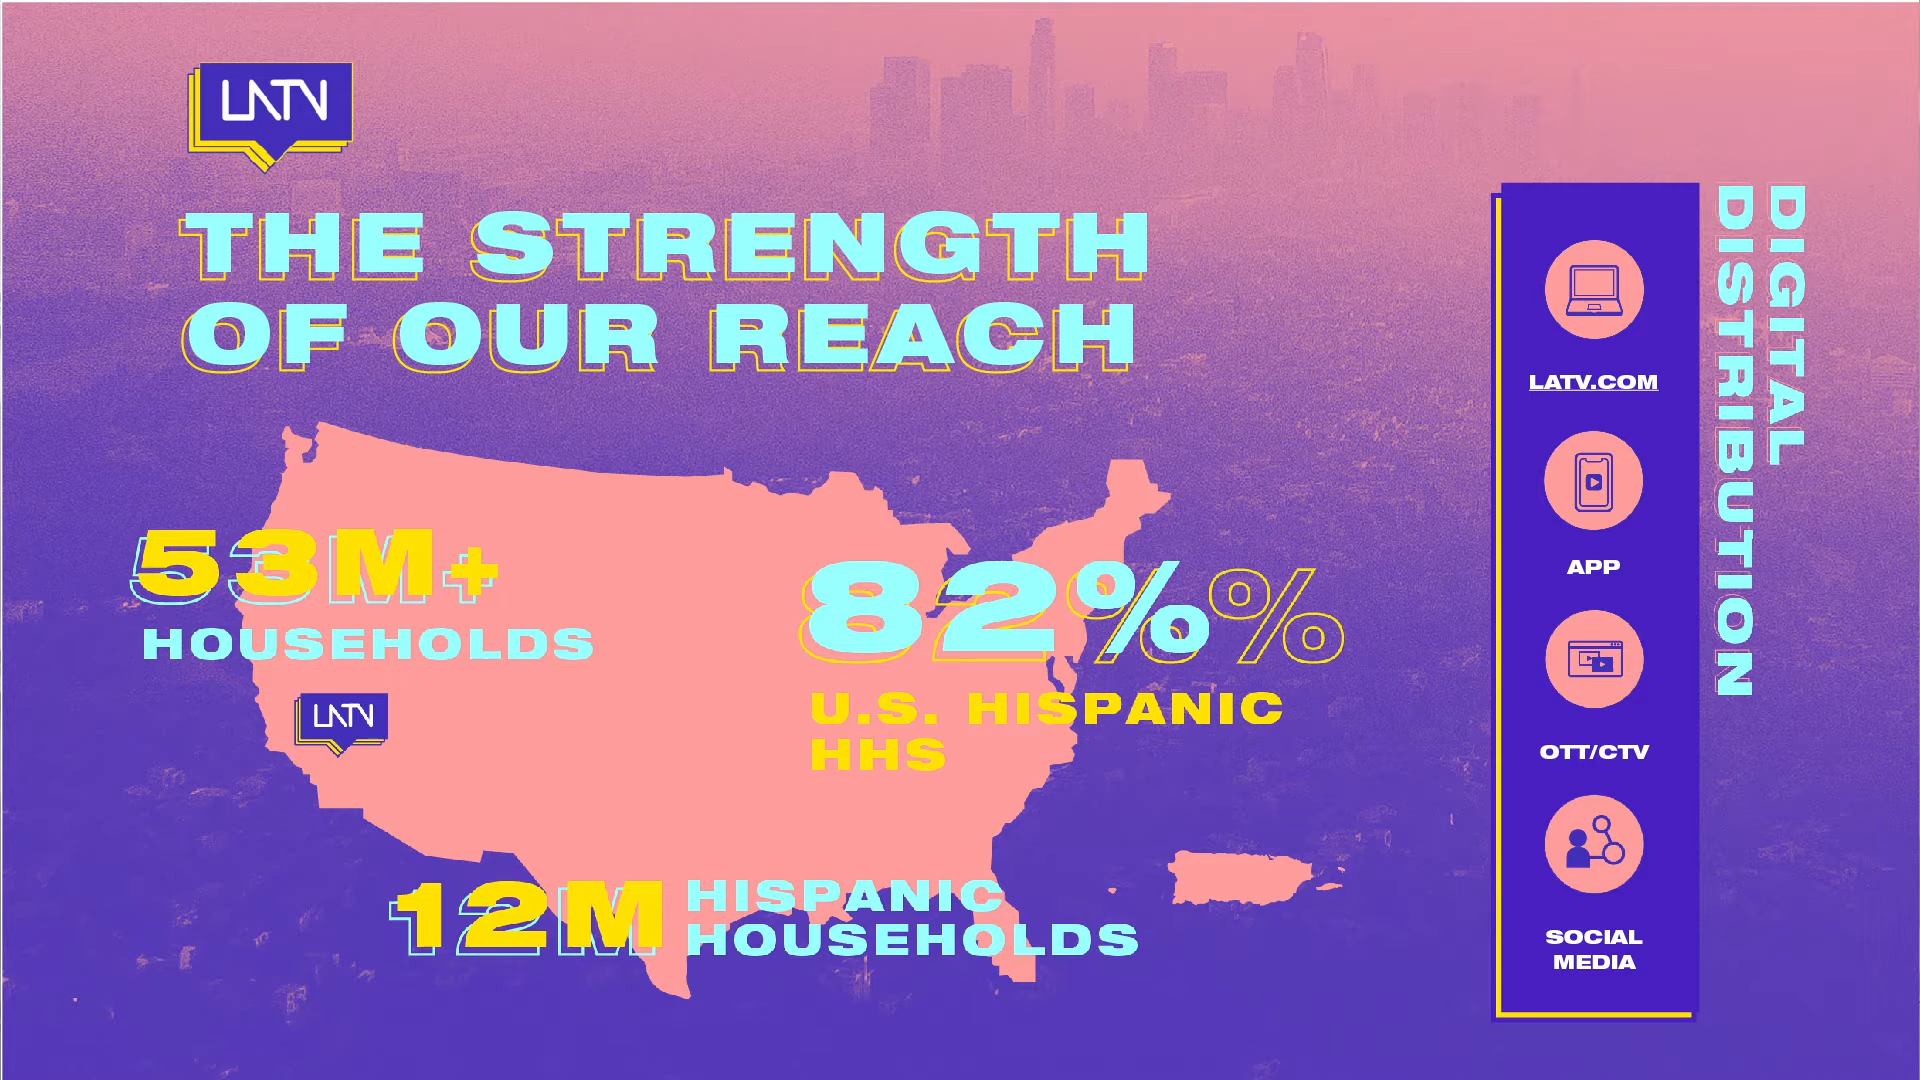 LATV
THE STRENGTH
OF OUR REACH
53M+
HOUSEHOLDS
LATV
82%%
U.S. HISPANIC
HHS
12M HISPANIC
HOUSEHOLDS
LATV.COM
APP
OTT/CTV
SOCIAL
MEDIA
DIGITAL
DISTRIBUTION